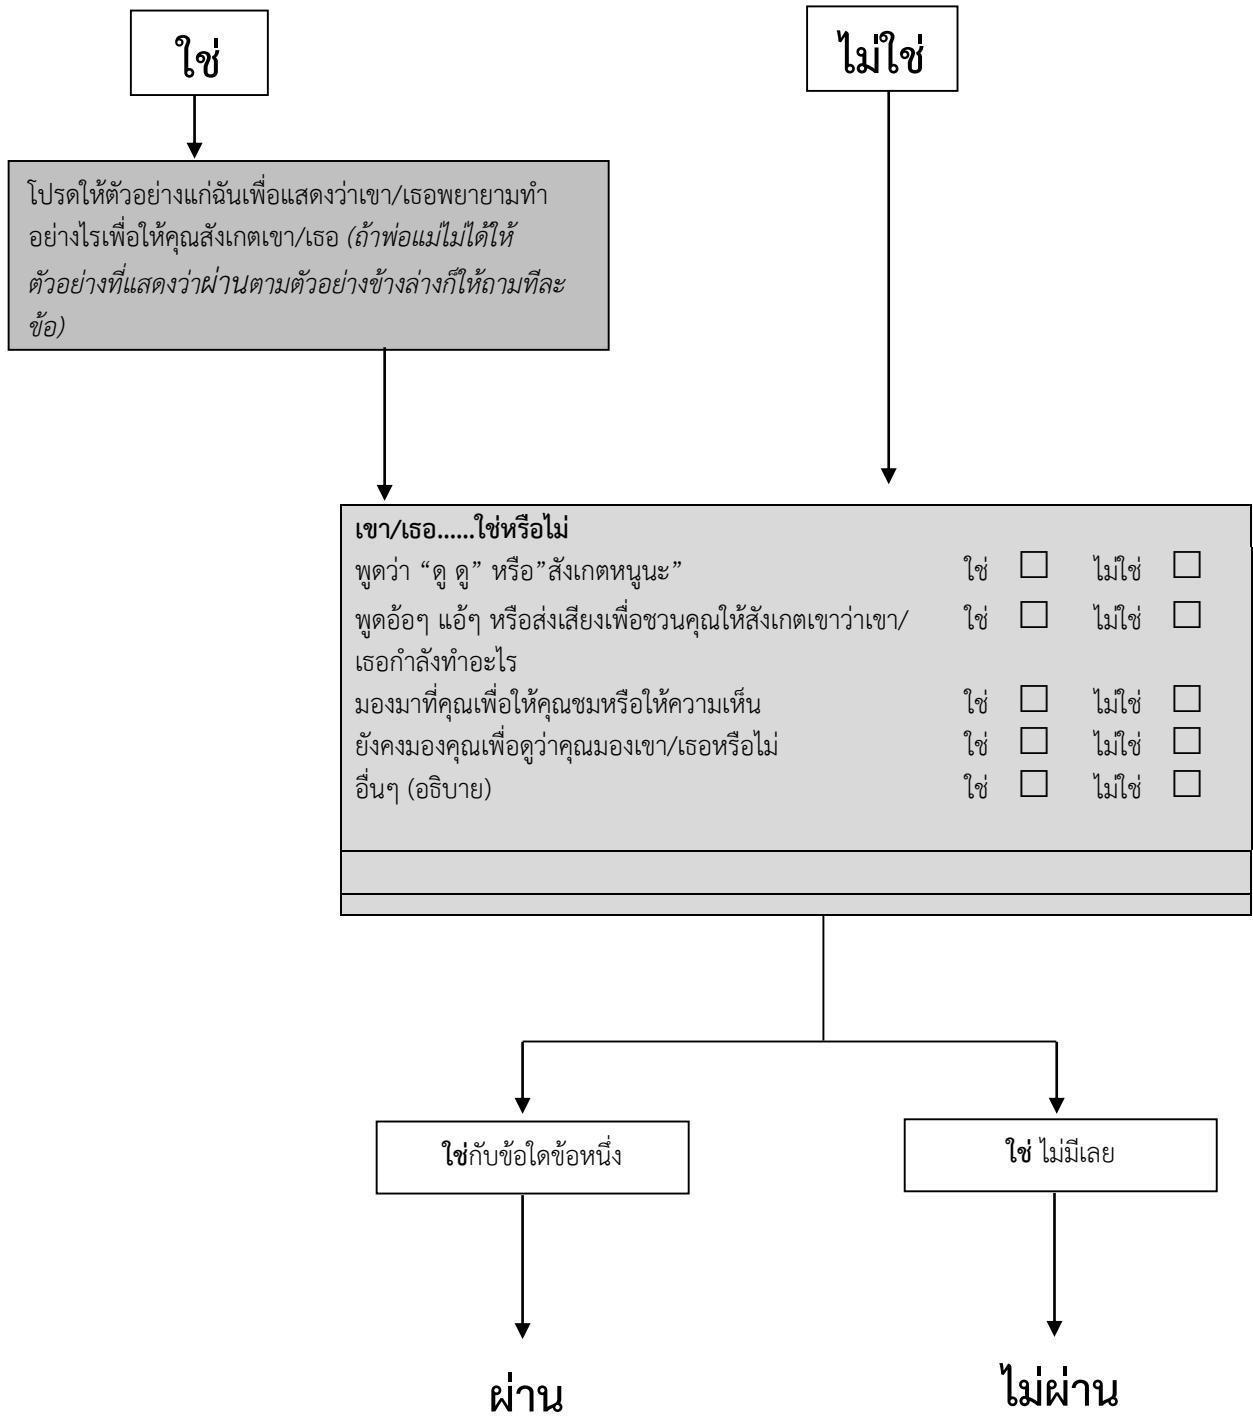 ใช่
ไม่ใช่
โปรดให้ตัวอย่างแก่ฉันเพื่อแสดงว่าเขา/เธอพยายามทำ
อย่างไรเพื่อให้คุณสังเกตเขา/เธอ (ถ้าพ่อแม่ไม่ได้ให้
ตัวอย่างที่แสดงว่าผ่านตามตัวอย่างข้างล่างก็ให้ถามทีละ
ข้อ)
เขา/เธอ......ใช่หรือไม่
พูดว่า “ดู ดู” หรือ”สังเกตหนูนะ” ใช่ ☐ ไม่ใช่ ☐
พูดอ้อๆ แอ้ๆ หรือส่งเสียงเพื่อชวนคุณให้สังเกตเขาว่าเขา/ ใช่ ☐ ไม่ใช่ ☐
เธอกำลังทำอะไร
มองมาที่คุณเพื่อให้คุณชมหรือให้ความเห็น ใช่ ☐ ไม่ใช่ ☐
ยังคงมองคุณเพื่อดูว่าคุณมองเขา/เธอหรือไม่ ใช่ ☐ ไม่ใช่ ☐
อื่นๆ (อธิบาย) ใช่ ☐ ไม่ใช่ ☐
ใช่กับข้อใดข้อหนึ่ง
ใช่ ไม่มีเลย
ผ่าน
ไม่ผ่าน